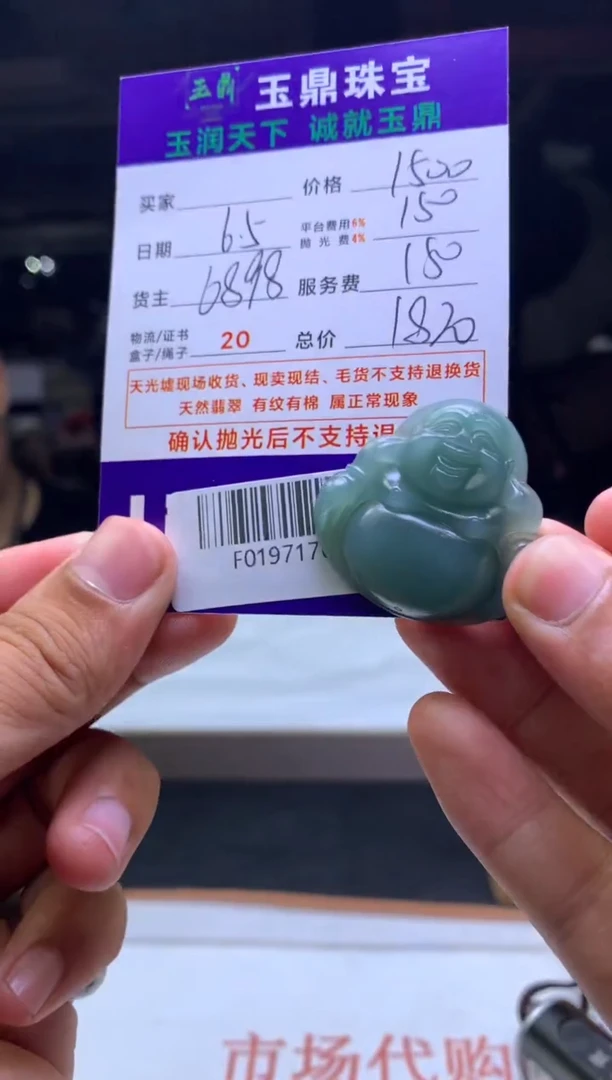 玉鼎 玉鼎珠宝
玉润天下 诚就玉鼎
买家 价格 1500
日期 6.5 平台费用6% 抛光费4% 150
货主 6898 服务费 150
物流/证书 盒子/绳子 20 总价 1820
天光墟现场收货、现卖现结、毛货不支持退换货
天然翡翠 有纹有棉 属正常现象
确认抛光后不支持退
F019717
市场代购